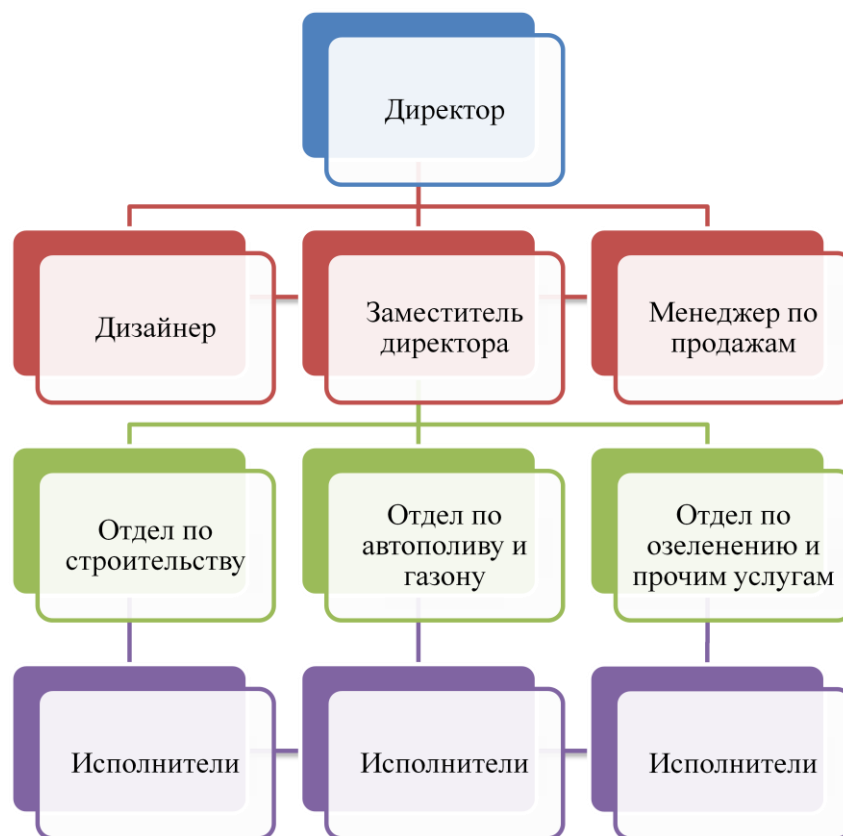 Директор
Дизайнер
Заместитель
директора
Менеджер по
продажам
Отдел по
строительству
Отдел по
автополиву и
газону
Отдел по
озеленению и
прочим услугам
Исполнители
Исполнители
Исполнители